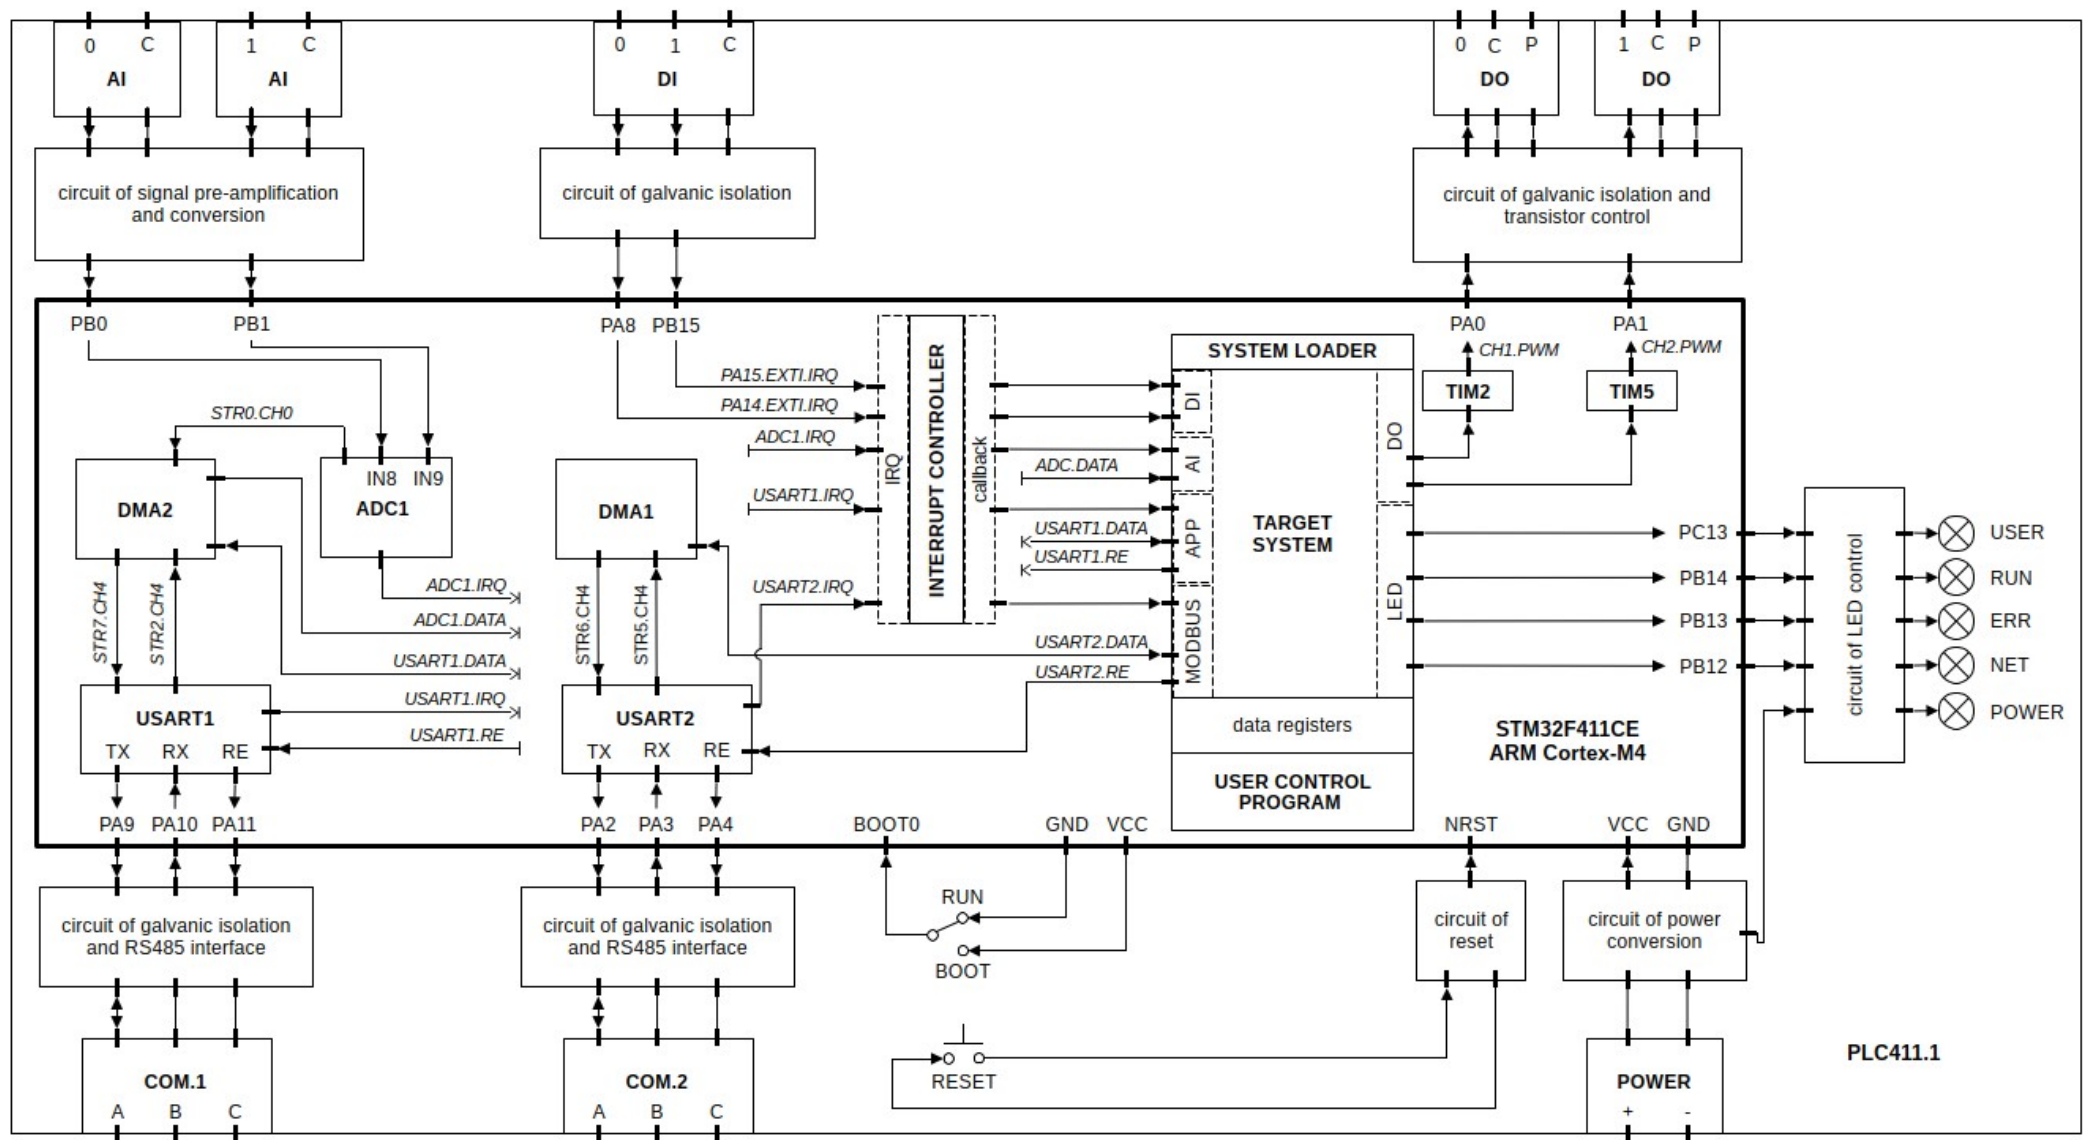 0 C 1 C 0 1 C 0 C P 1 C P
AI AI DI DO DO
circuit of signal pre-amplification
and conversion
circuit of galvanic isolation
circuit of galvanic isolation and
transistor control
PB0 PB1 PA8 PB15 PA0 PA1
CH1.PWM CH2.PWM
TIM2 TIM5
STR0.CH0
IN8 IN9
ADC1
DMA2
STR7.CH4
STR2.CH4
ADC1.IRQ
ADC1.DATA
USART1.DATA
USART1.IRQ
USART1.RE
USART1
TX RX RE
PA9 PA10 PA11
DMA1
STR6.CH4
STR5.CH4
USART2
TX RX RE
PA2 PA3 PA4
PA15.EXTI.IRQ
PA14.EXTI.IRQ
ADC1.IRQ
USART1.IRQ
USART2.IRQ
IRQ
INTERRUPT CONTROLLER
callback
ADC.DATA
USART1.DATA
USART1.RE
USART2.DATA
USART2.RE
SYSTEM LOADER
DI
AI
APP
MODBUS
TARGET
SYSTEM
DO
LED
data registers
USER CONTROL
PROGRAM
PC13
PB14
PB13
PB12
STM32F411CE
ARM Cortex-M4
circuit of LED control
USER
RUN
ERR
NET
POWER
BOOT0 GND VCC NRST VCC GND
circuit of galvanic isolation
and RS485 interface
circuit of galvanic isolation
and RS485 interface
RUN
BOOT
RESET
circuit of
reset
circuit of power
conversion
COM.1
A B C
COM.2
A B C
POWER
+ -
PLC411.1